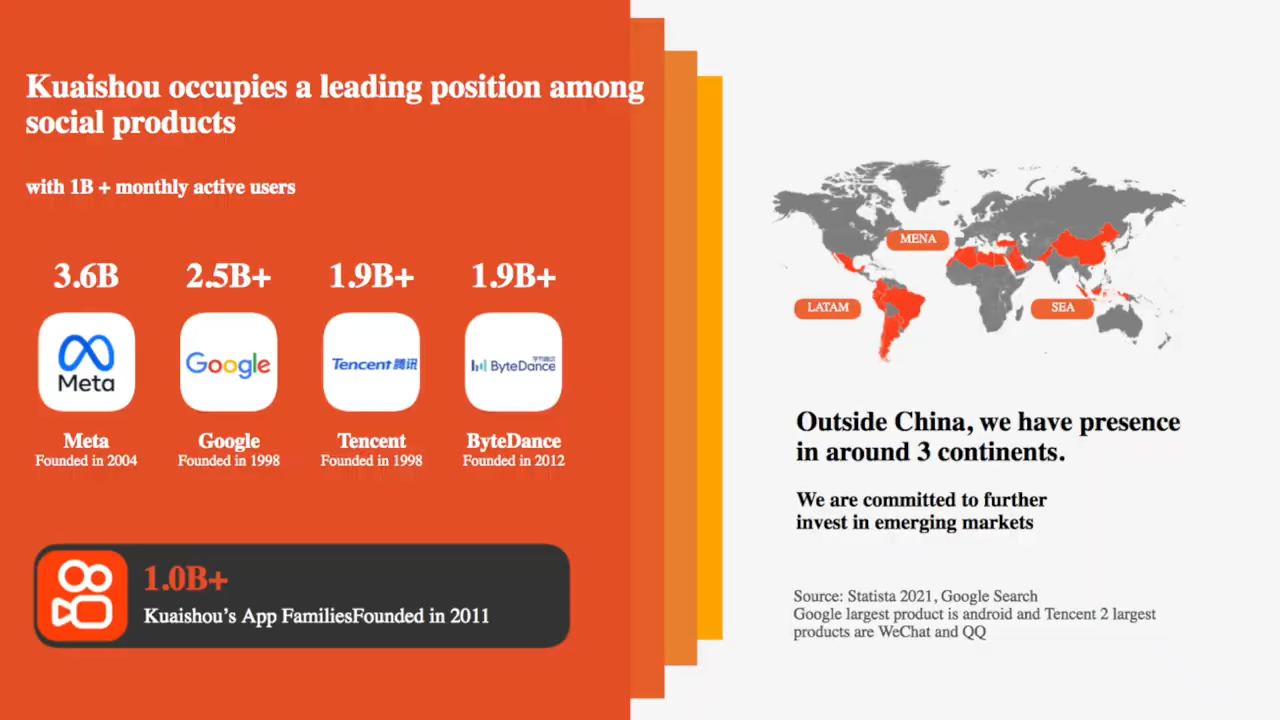 Kuaishou occupies a leading position among
social products
with 1B + monthly active users
3.6B
2.5B+
1.9B+
1.9B+
Meta
Google
Tencent 腾讯
字节跳动
ByteDance
Meta
Google
Tencent
ByteDance
Founded in 2004
Founded in 1998
Founded in 1998
Founded in 2012
1.0B+
Kuaishou's App FamiliesFounded in 2011
MENA
LATAM
SEA
Outside China, we have presence
in around 3 continents.
We are committed to further
invest in emerging markets
Source: Statista 2021, Google Search
Google largest product is android and Tencent 2 largest
products are WeChat and QQ